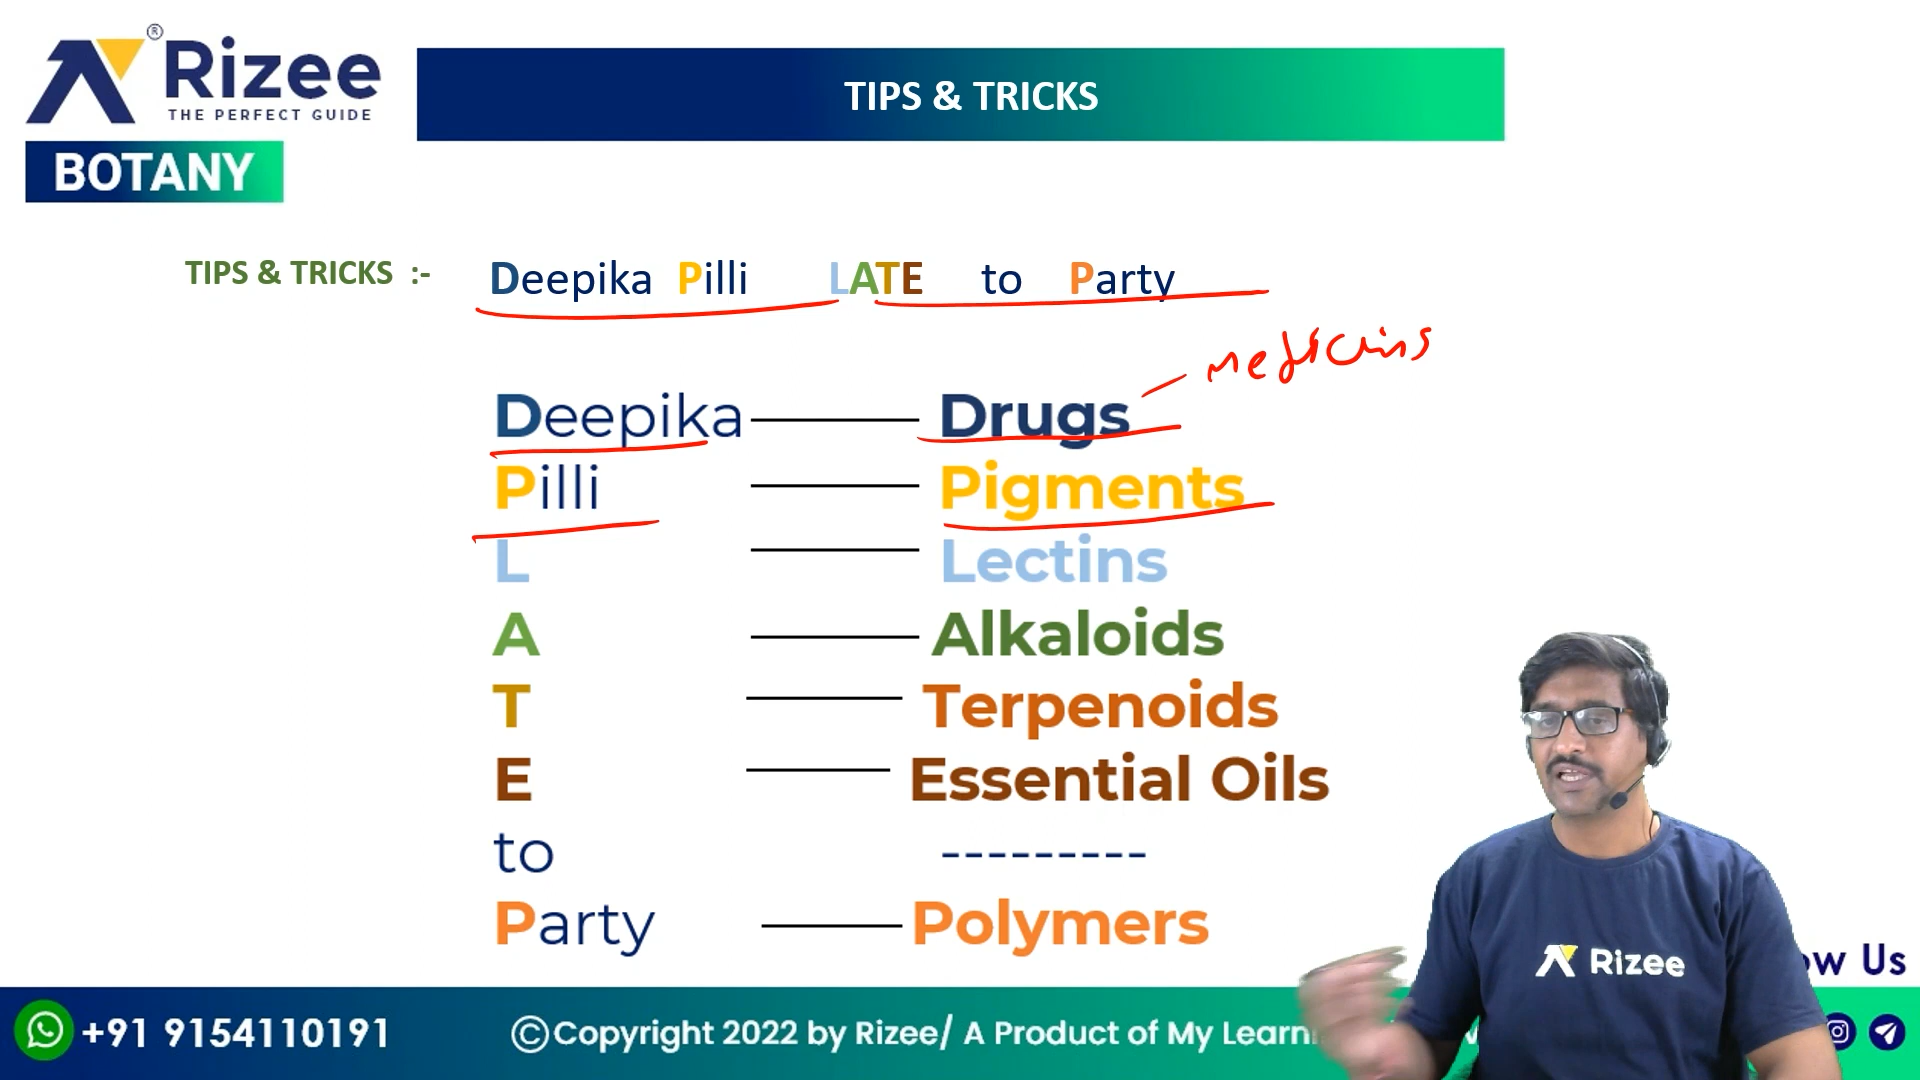 Rizee®
THE PERFECT GUIDE
TIPS & TRICKS
BOTANY
TIPS & TRICKS :- Deepika Pilli LATE to Party
medicins
Deepika Drugs
Pilli Pigments
L Lectins
A Alkaloids
T Terpenoids
E Essential Oils
to ---------
Party Polymers
Rizee
ow Us
+91 9154110191 ©Copyright 2022 by Rizee/ A Product of My Learn